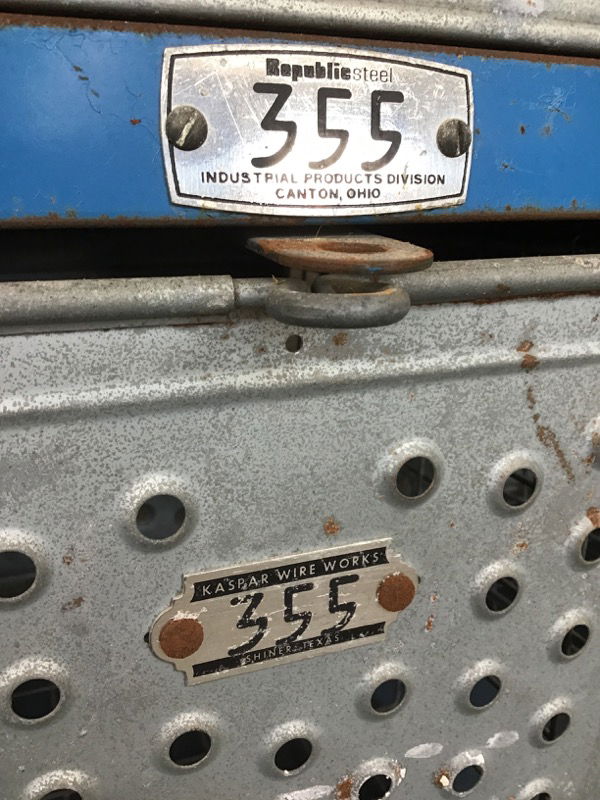 Republicsteel
355
INDUSTRIAL PRODUCTS DIVISION
CANTON, OHIO
KASPAR WIRE WORKS
355
SHINER, TEXAS